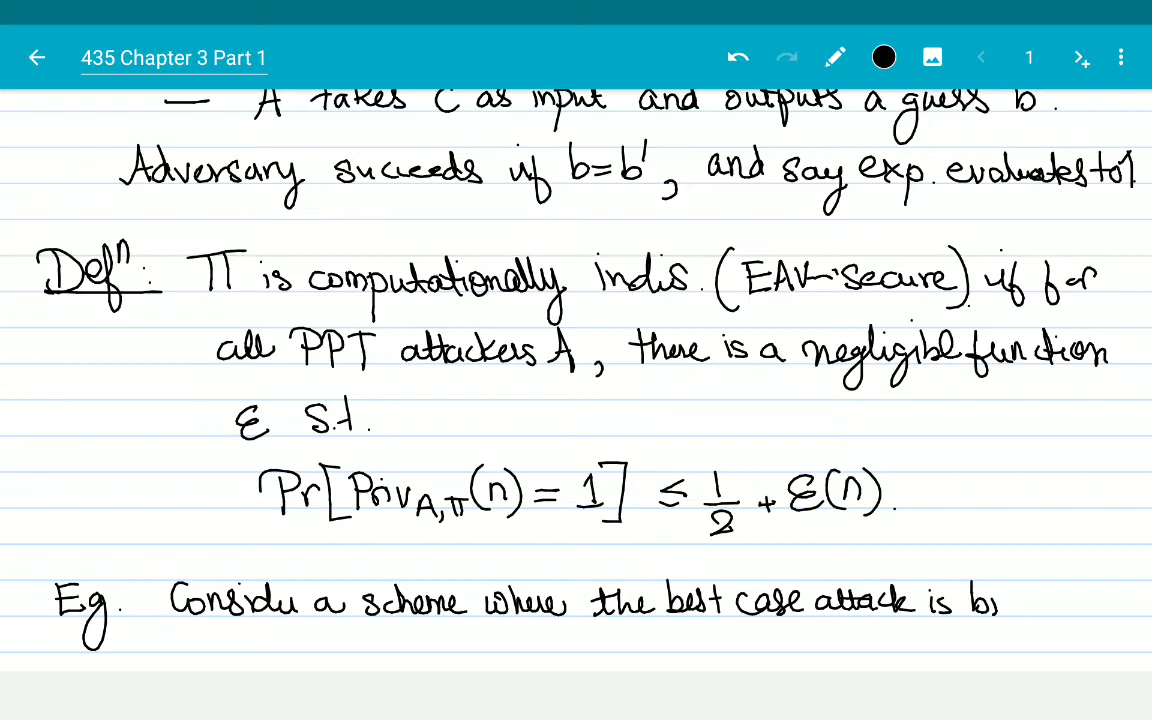 435 Chapter 3 Part 1
1
— A takes C as input and outputs a guess b.
Adversary succeeds if b=b', and say exp. evaluates to 1
Defⁿ: Π is computationally indis. (EAV-secure) if for
all PPT attackers A, there is a negligible function
ε s.t.
Pr[Priv_{A,π}(n) = 1] ≤ 1/2 + ε(n).
Eg. Consider a scheme where the best case attack is